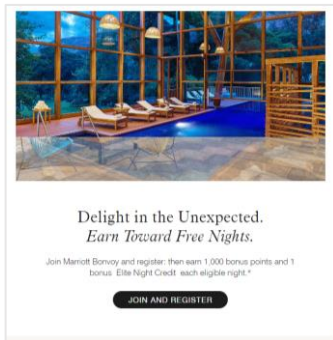 Delight in the Unexpected.
Earn Toward Free Nights.
Join Marriott Bonvoy and register: then earn 1,000 bonus points and 1
bonus Elite Night Credit each eligible night.*
JOIN AND REGISTER